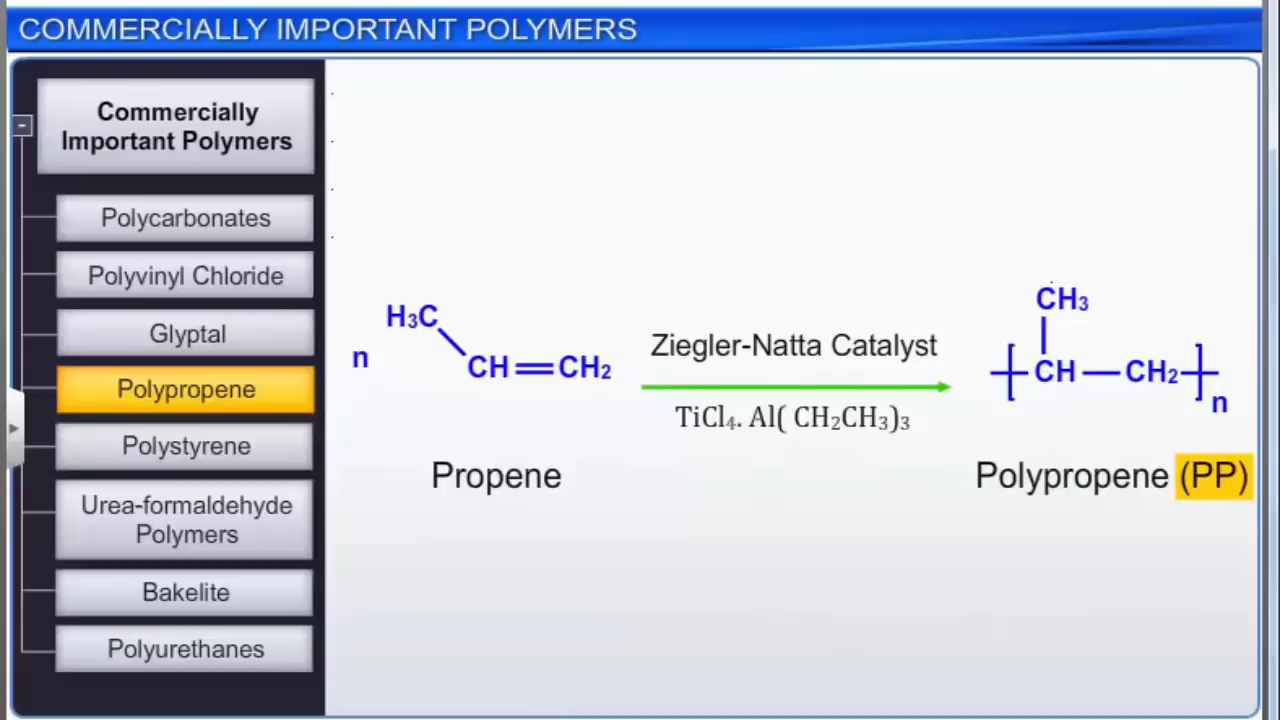 COMMERCIALLY IMPORTANT POLYMERS
Commercially
Important Polymers
-
Polycarbonates
Polyvinyl Chloride
Glyptal
Polypropene
Polystyrene
Urea-formaldehyde
Polymers
Bakelite
Polyurethanes
n
H₃C
CH=CH₂
Propene
Ziegler-Natta Catalyst
TiCl₄. Al( CH₂CH₃)₃
CH₃
[CH—CH₂]n
Polypropene (PP)